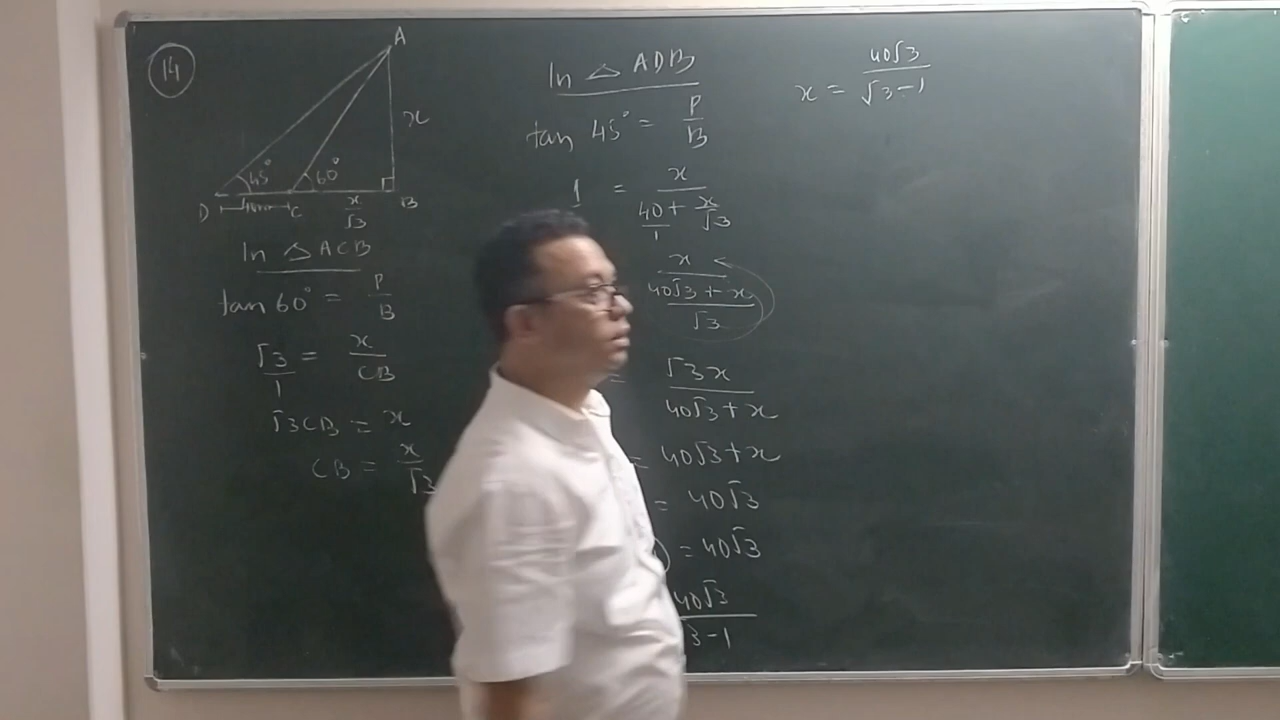 14
A
x
45° 60°
D C x/√3 B
In △ ACB
tan 60° = P/B
√3/1 = x/CB
√3CB = x
CB = x/√3
In △ ADB
tan 45° = P/B
1 = x/(40/1 + x/√3)
x/((40√3 + x)/√3)
= √3x/(40√3 + x)
= 40√3 + x
= 40√3
) = 40√3
40√3/3-1
x = 40√3/(√3-1)